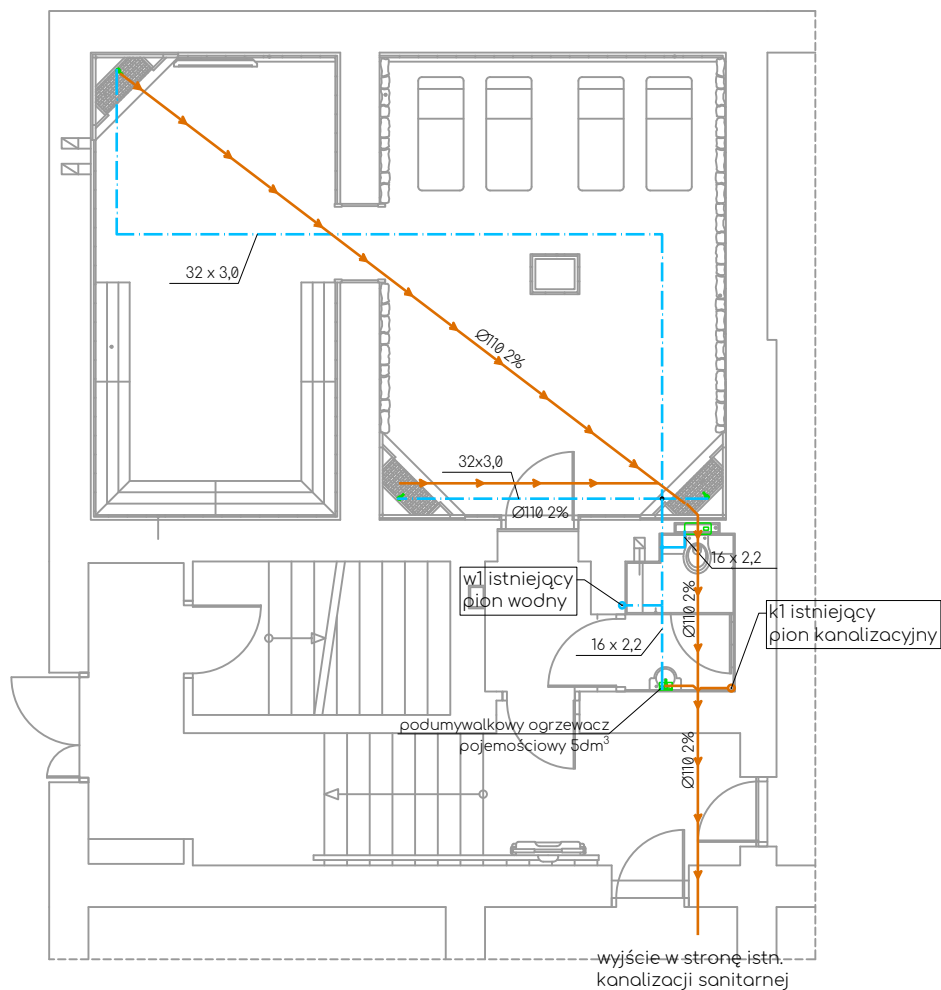 32 x 3,0
Ø110 2%
32x3,0
Ø110 2%
16 x 2,2
w1 istniejący
pion wodny
Ø110 2%
k1 istniejący
pion kanalizacyjny
16 x 2,2
podumywalkowy ogrzewacz
pojemościowy 5dm³
Ø110 2%
wyjście w stronę istn.
kanalizacji sanitarnej